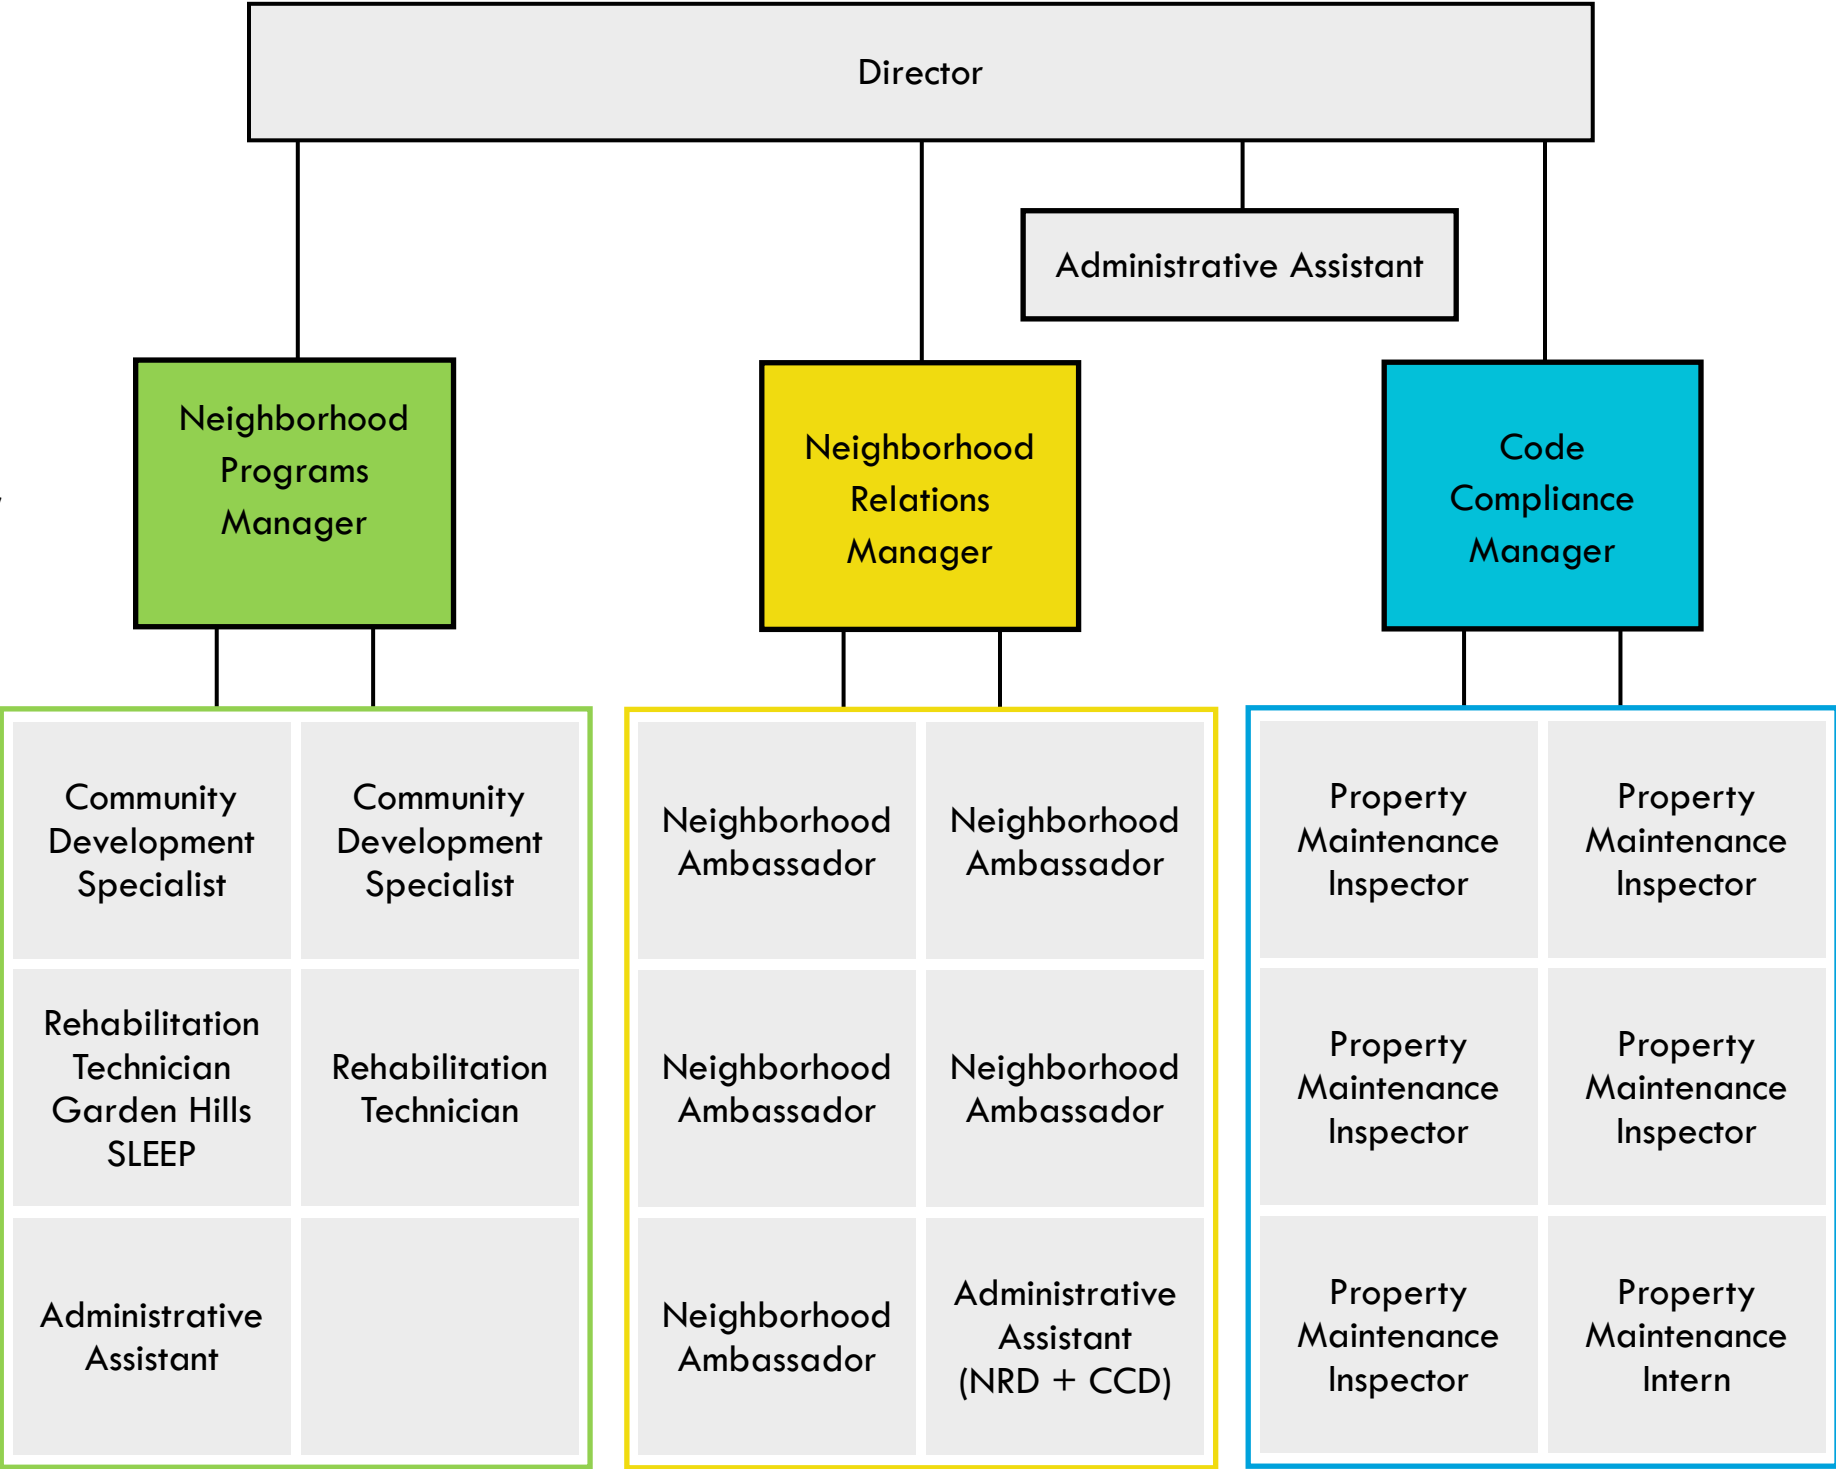 Director
Administrative Assistant
Neighborhood
Programs
Manager
Neighborhood
Relations
Manager
Code
Compliance
Manager
Community
Development
Specialist
Community
Development
Specialist
Rehabilitation
Technician
Garden Hills
SLEEP
Rehabilitation
Technician
Administrative
Assistant
Neighborhood
Ambassador
Neighborhood
Ambassador
Neighborhood
Ambassador
Neighborhood
Ambassador
Neighborhood
Ambassador
Administrative
Assistant
(NRD + CCD)
Property
Maintenance
Inspector
Property
Maintenance
Inspector
Property
Maintenance
Inspector
Property
Maintenance
Inspector
Property
Maintenance
Inspector
Property
Maintenance
Intern